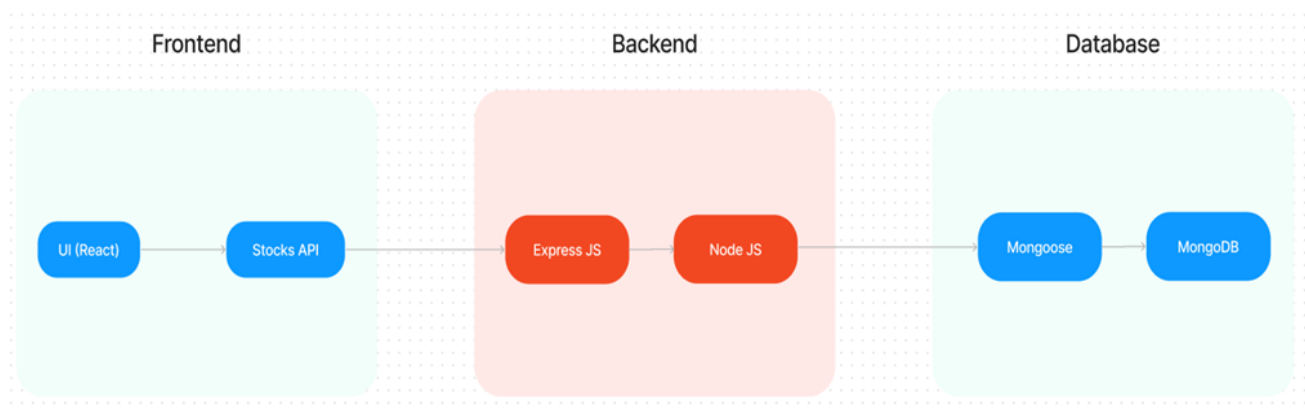 Frontend
Backend
Database
UI (React)
Stocks API
Express JS
Node JS
Mongoose
MongoDB